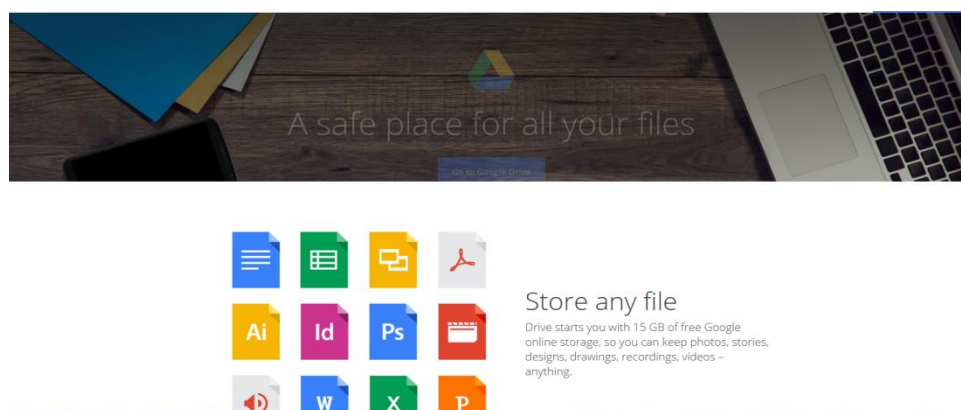 A safe place for all your files
Go to Google Drive
Ai Id Ps
W X P
Store any file
Drive starts you with 15 GB of free Google
online storage, so you can keep photos, stories,
designs, drawings, recordings, videos –
anything.